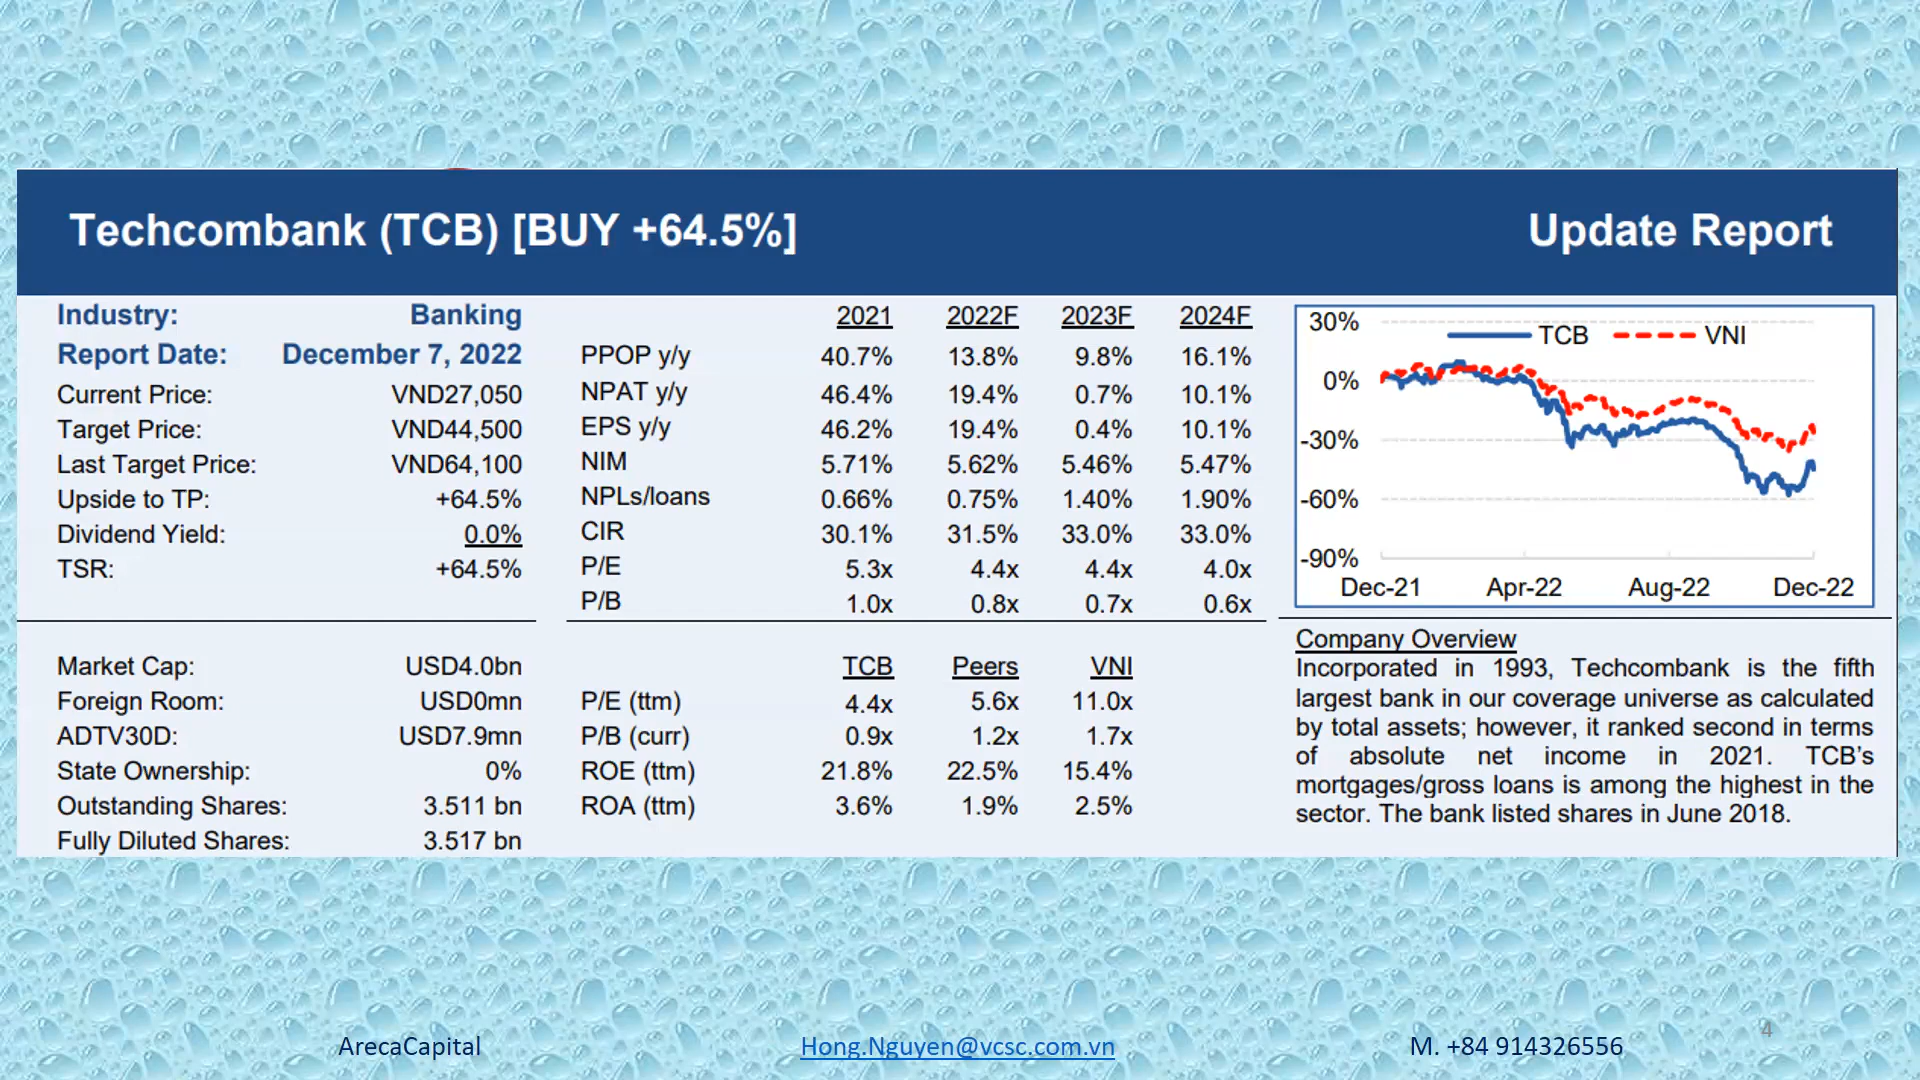 Techcombank (TCB) [BUY +64.5%] Update Report
Industry: Banking
Report Date: December 7, 2022
Current Price: VND27,050
Target Price: VND44,500
Last Target Price: VND64,100
Upside to TP: +64.5%
Dividend Yield: 0.0%
TSR: +64.5%
Market Cap: USD4.0bn
Foreign Room: USD0mn
ADTV30D: USD7.9mn
State Ownership: 0%
Outstanding Shares: 3.511 bn
Fully Diluted Shares: 3.517 bn
2021 2022F 2023F 2024F
PPOP y/y 40.7% 13.8% 9.8% 16.1%
NPAT y/y 46.4% 19.4% 0.7% 10.1%
EPS y/y 46.2% 19.4% 0.4% 10.1%
NIM 5.71% 5.62% 5.46% 5.47%
NPLs/loans 0.66% 0.75% 1.40% 1.90%
CIR 30.1% 31.5% 33.0% 33.0%
P/E 5.3x 4.4x 4.4x 4.0x
P/B 1.0x 0.8x 0.7x 0.6x
TCB Peers VNI
P/E (ttm) 4.4x 5.6x 11.0x
P/B (curr) 0.9x 1.2x 1.7x
ROE (ttm) 21.8% 22.5% 15.4%
ROA (ttm) 3.6% 1.9% 2.5%
TCB VNI
30%
0%
-30%
-60%
-90%
Dec-21 Apr-22 Aug-22 Dec-22
Company Overview
Incorporated in 1993, Techcombank is the fifth
largest bank in our coverage universe as calculated
by total assets; however, it ranked second in terms
of absolute net income in 2021. TCB's
mortgages/gross loans is among the highest in the
sector. The bank listed shares in June 2018.
4
ArecaCapital Hong.Nguyen@vcsc.com.vn M. +84 914326556